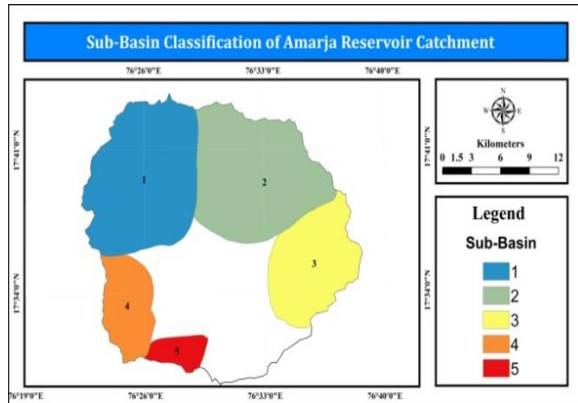 Sub-Basin Classification of Amarja Reservoir Catchment
76°26'0"E 76°33'0"E 76°40'0"E
17°41'0"N
17°41'0"N
1
2
3
4
5
17°34'0"N
17°34'0"N
76°19'0"E 76°26'0"E 76°33'0"E 76°40'0"E
N
W E
S
Kilometers
0 1.5 3 6 9 12
Legend
Sub-Basin
1
2
3
4
5